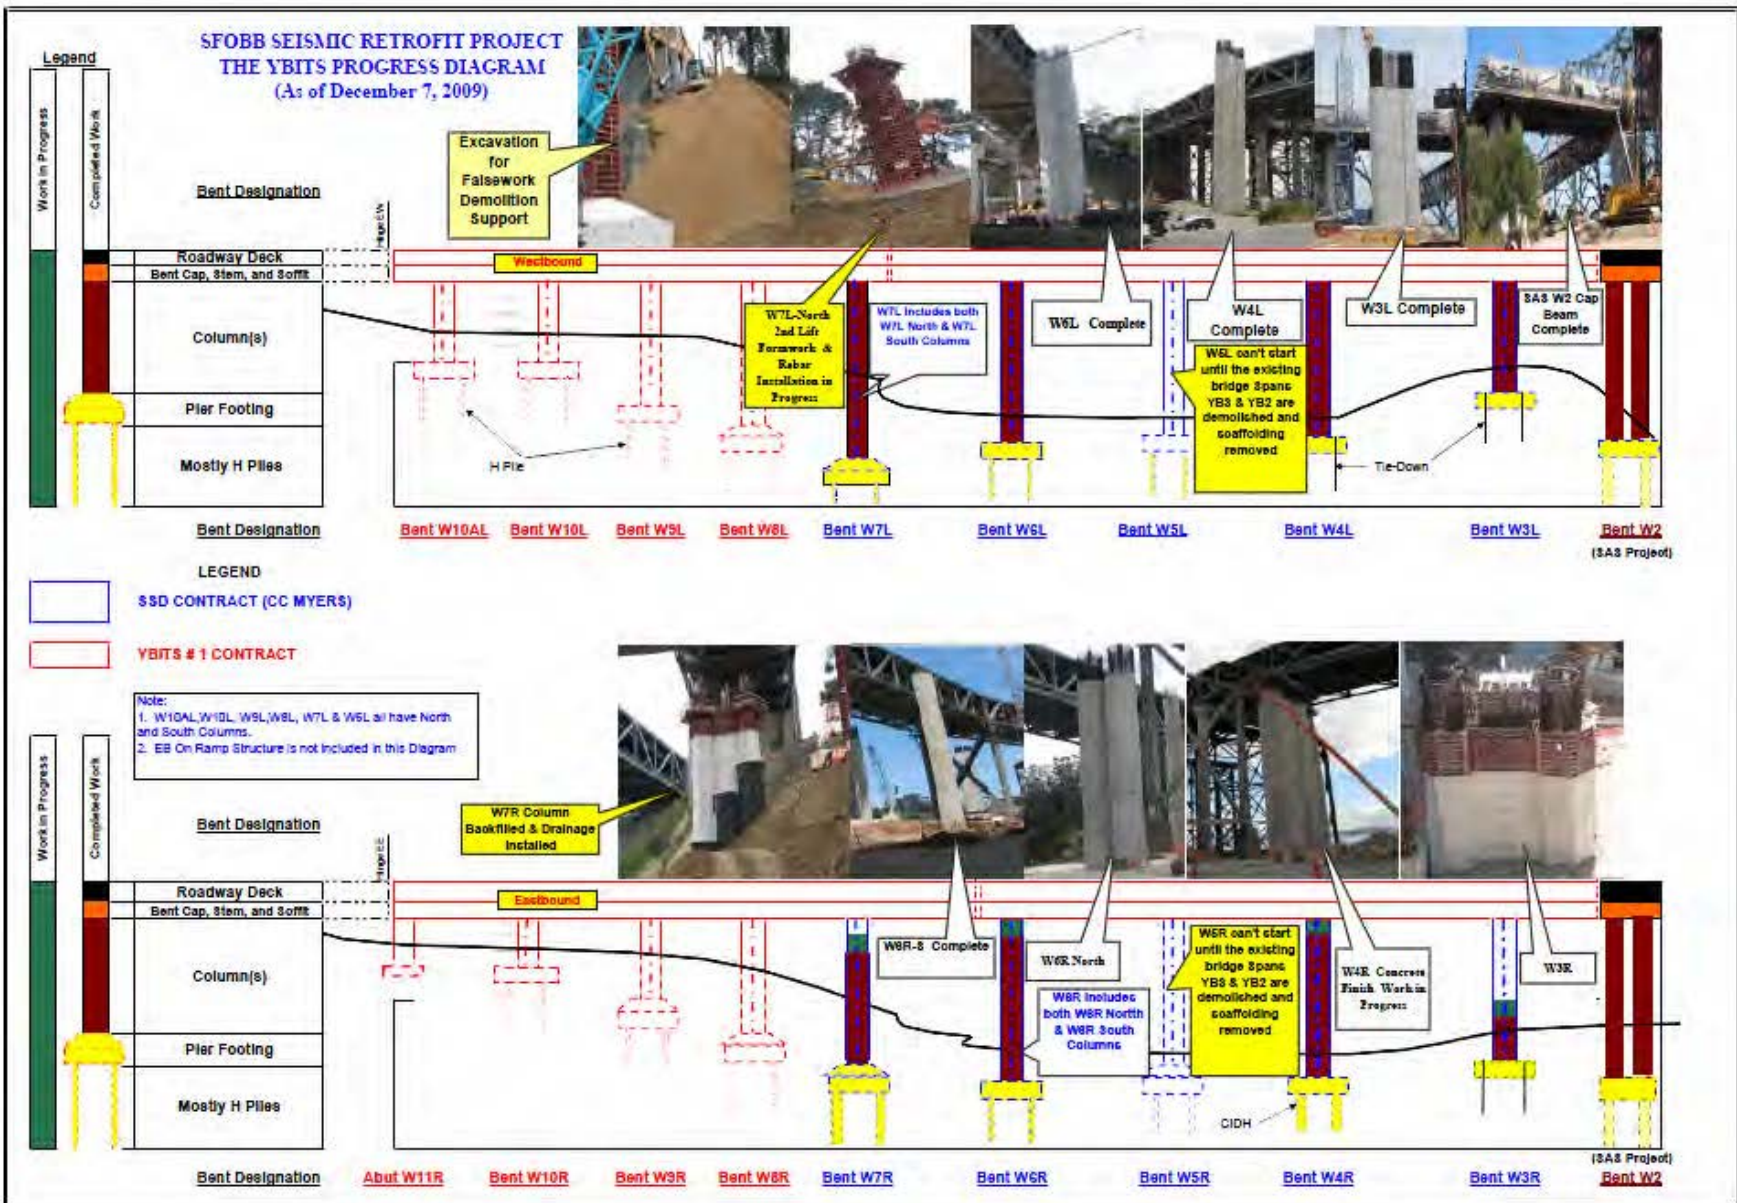 SFOBB SEISMIC RETROFIT PROJECT
THE YBITS PROGRESS DIAGRAM
(As of December 7, 2009)
Legend
Work in Progress
Completed Work
Bent Designation
Excavation
for
Falsework
Demolition
Support
Hinge EW
Roadway Deck
Bent Cap, Stem, and Soffit
Column(s)
Pier Footing
Mostly H Piles
Westbound
W7L-North
2nd Lift
Formwork &
Rebar
Installation in
Progress
W7L Includes both
W7L North & W7L
South Columns
W6L Complete
W4L
Complete
W3L Complete
SAS W2 Cap
Beam
Complete
W5L can't start
until the existing
bridge Spans
YB3 & YB2 are
demolished and
scaffolding
removed
H Pile
Tie-Down
Bent Designation
Bent W10AL
Bent W10L
Bent W9L
Bent W8L
Bent W7L
Bent W6L
Bent W5L
Bent W4L
Bent W3L
Bent W2
(SAS Project)
LEGEND
SSD CONTRACT (CC MYERS)
YBITS # 1 CONTRACT
Note:
1. W10AL,W10L, W9L,W8L, W7L & W6L all have North
and South Columns.
2. EB On Ramp Structure is not included in this Diagram
Work in Progress
Completed Work
Bent Designation
W7R Column
Backfilled & Drainage
Installed
Hinge EE
Roadway Deck
Bent Cap, Stem, and Soffit
Column(s)
Pier Footing
Mostly H Piles
Eastbound
W6R-S Complete
W6R North
W6R Includes
both W6R North
& W6R South
Columns
W5R can't start
until the existing
bridge Spans
YB3 & YB2 are
demolished and
scaffolding
removed
W4R Concrete
Finish Work in
Progress
W3R
CIDH
(SAS Project)
Bent Designation
Abut W11R
Bent W10R
Bent W9R
Bent W8R
Bent W7R
Bent W6R
Bent W5R
Bent W4R
Bent W3R
Bent W2